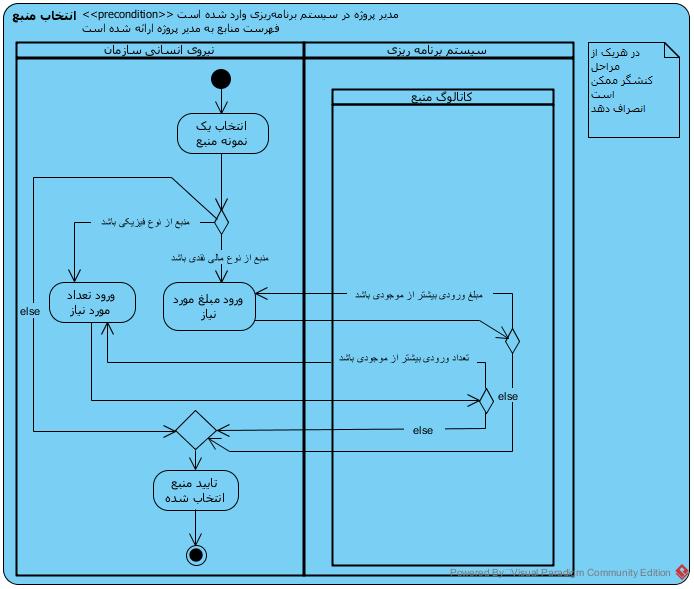 انتخاب منبع <<precondition>> مدیر پروژه در سیستم برنامه‌ریزی وارد شده است
فهرست منابع به مدیر پروژه ارائه شده است
نیروی انسانی سازمان
سیستم برنامه ریزی
در هریک از
مراحل
کنشگر ممکن
است
انصراف دهد
کاتالوگ منبع
انتخاب یک
نمونه منبع
منبع از نوع فیزیکی باشد
منبع از نوع مالی نقدی باشد
ورود تعداد
مورد نیاز
ورود مبلغ مورد
نیاز
مبلغ ورودی بیشتر از موجودی باشد
else
تعداد ورودی بیشتر از موجودی باشد
else
else
تایید منبع
انتخاب شده
Powered By Visual Paradigm Community Edition